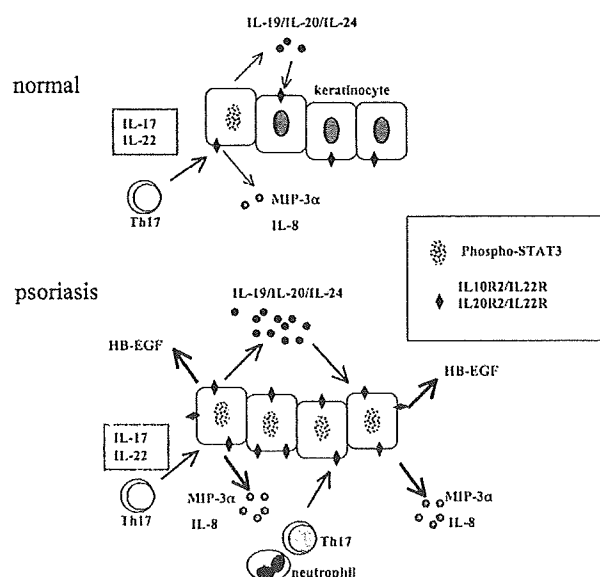 IL-19/IL-20/IL-24
normal
keratinocyte
IL-17
IL-22
Th17
MIP-3α
IL-8
Phospho-STAT3
IL10R2/IL22R
IL20R2/IL22R
psoriasis
IL-19/IL-20/IL-24
HB-EGF
HB-EGF
IL-17
IL-22
Th17
MIP-3α
IL-8
MIP-3α
IL-8
Th17
neutrophil